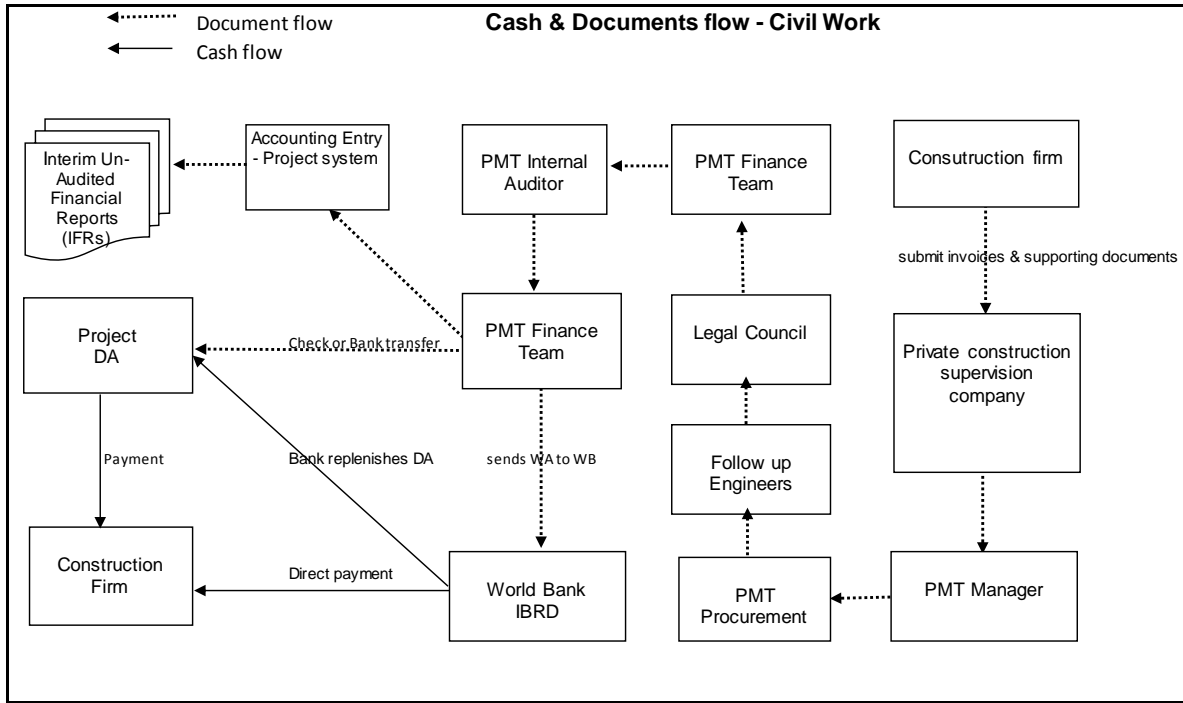 Document flow
Cash & Documents flow - Civil Work
Cash flow
Interim Un-
Audited
Financial
Reports
(IFRs)
Accounting Entry
- Project system
PMT Internal
Auditor
PMT Finance
Team
Consutruction firm
submit invoices & supporting documents
Project
DA
Check or Bank transfer
PMT Finance
Team
Legal Council
Private construction
supervision
company
Payment
Bank replenishes DA
sends WA to WB
Follow up
Engineers
Construction
Firm
Direct payment
World Bank
IBRD
PMT
Procurement
PMT Manager